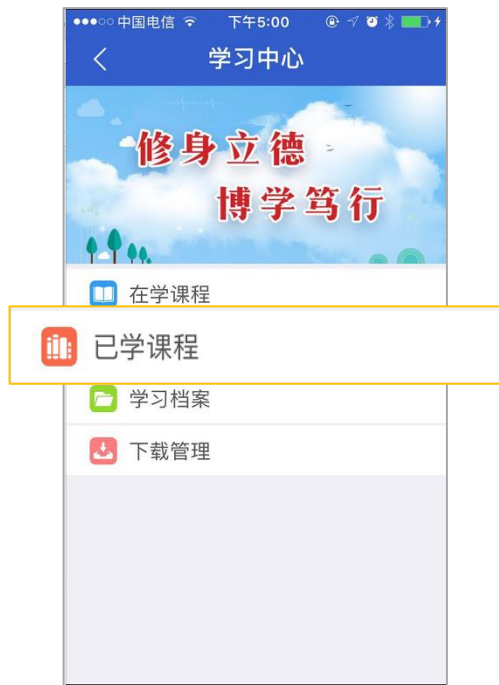 中国电信 下午5:00
学习中心
修身立德
博学笃行
在学课程
已学课程
学习档案
下载管理